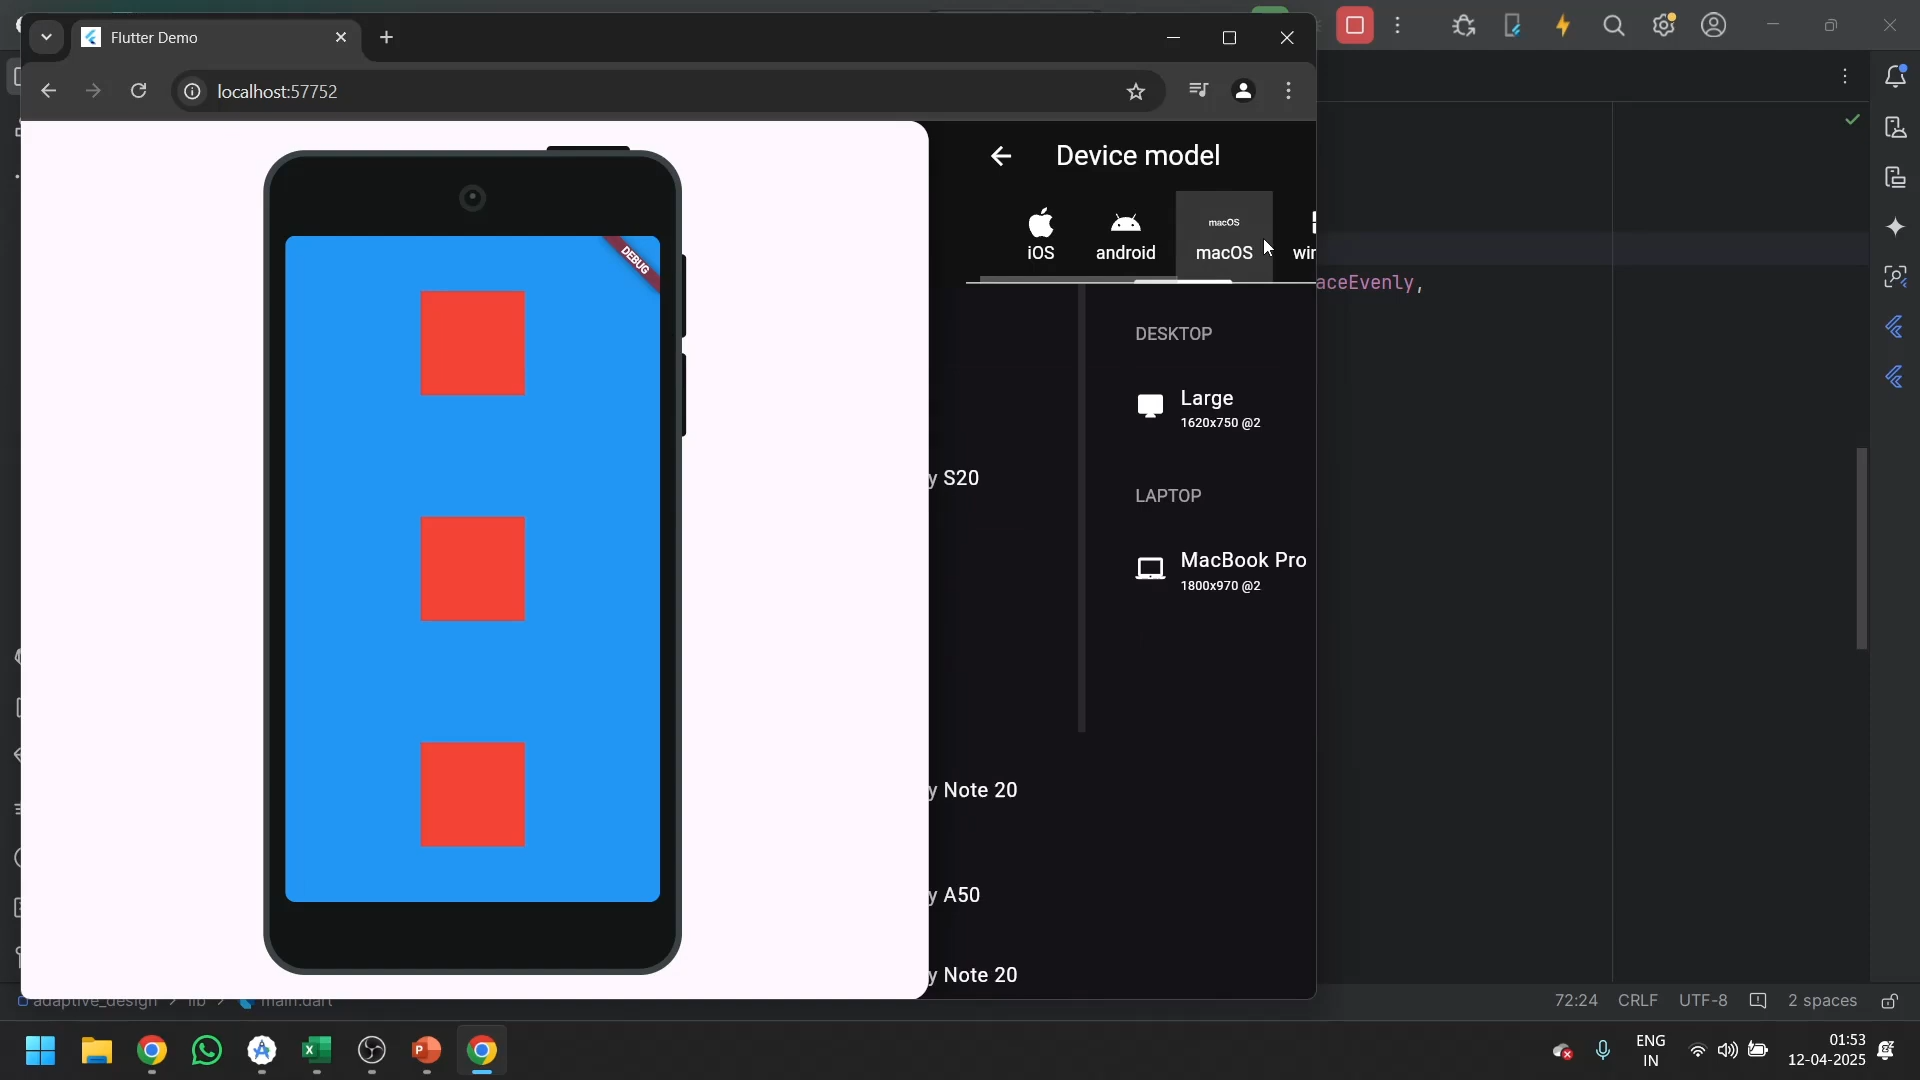 Flutter Demo
localhost:57752
Device model
iOS
android
macOS
macOS
DEBUG
aceEvenly,
DESKTOP
Large
1620x750 @2
y S20
LAPTOP
MacBook Pro
1800x970 @2
y Note 20
y A50
y Note 20
adaptive_design > lib > main.dart
72:24 CRLF UTF-8 2 spaces
ENG
IN
01:53
12-04-2025